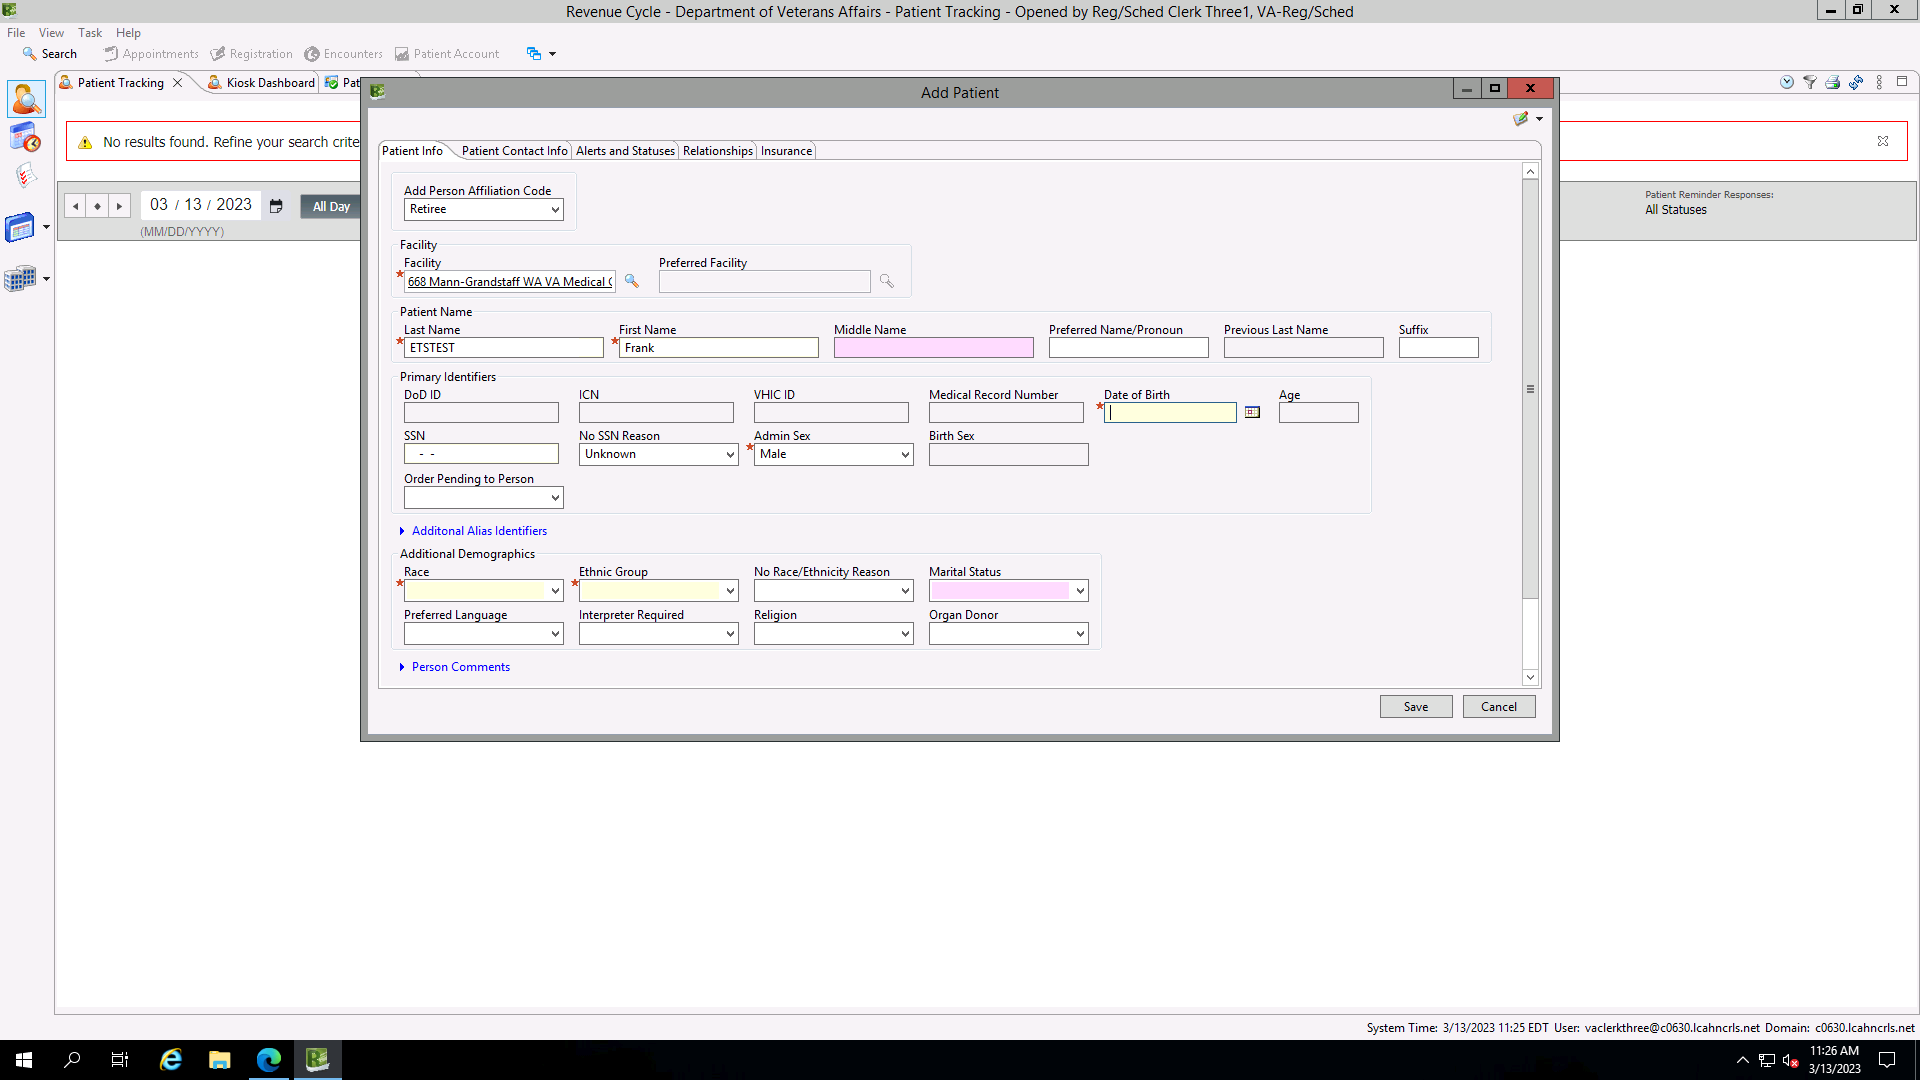 Revenue Cycle - Department of Veterans Affairs - Patient Tracking - Opened by Reg/Sched Clerk Three1, VA-Reg/Sched
File View Task Help
Search Appointments Registration Encounters Patient Account
Patient Tracking Kiosk Dashboard Pat
Add Patient
No results found. Refine your search crite
03 / 13 / 2023 All Day
(MM/DD/YYYY)
Patient Reminder Responses:
All Statuses
Patient Info Patient Contact Info Alerts and Statuses Relationships Insurance
Add Person Affiliation Code
Retiree
Facility
Facility Preferred Facility
668 Mann-Grandstaff WA VA Medical C
Patient Name
Last Name First Name Middle Name Preferred Name/Pronoun Previous Last Name Suffix
ETSTEST Frank
Primary Identifiers
DoD ID ICN VHIC ID Medical Record Number Date of Birth Age
SSN No SSN Reason Admin Sex Birth Sex
- - Unknown Male
Order Pending to Person
Additonal Alias Identifiers
Additional Demographics
Race Ethnic Group No Race/Ethnicity Reason Marital Status
Preferred Language Interpreter Required Religion Organ Donor
Person Comments
Save Cancel
System Time: 3/13/2023 11:25 EDT User: vaclerkthree@c0630.lcahncrls.net Domain: c0630.lcahncrls.net
11:26 AM
3/13/2023